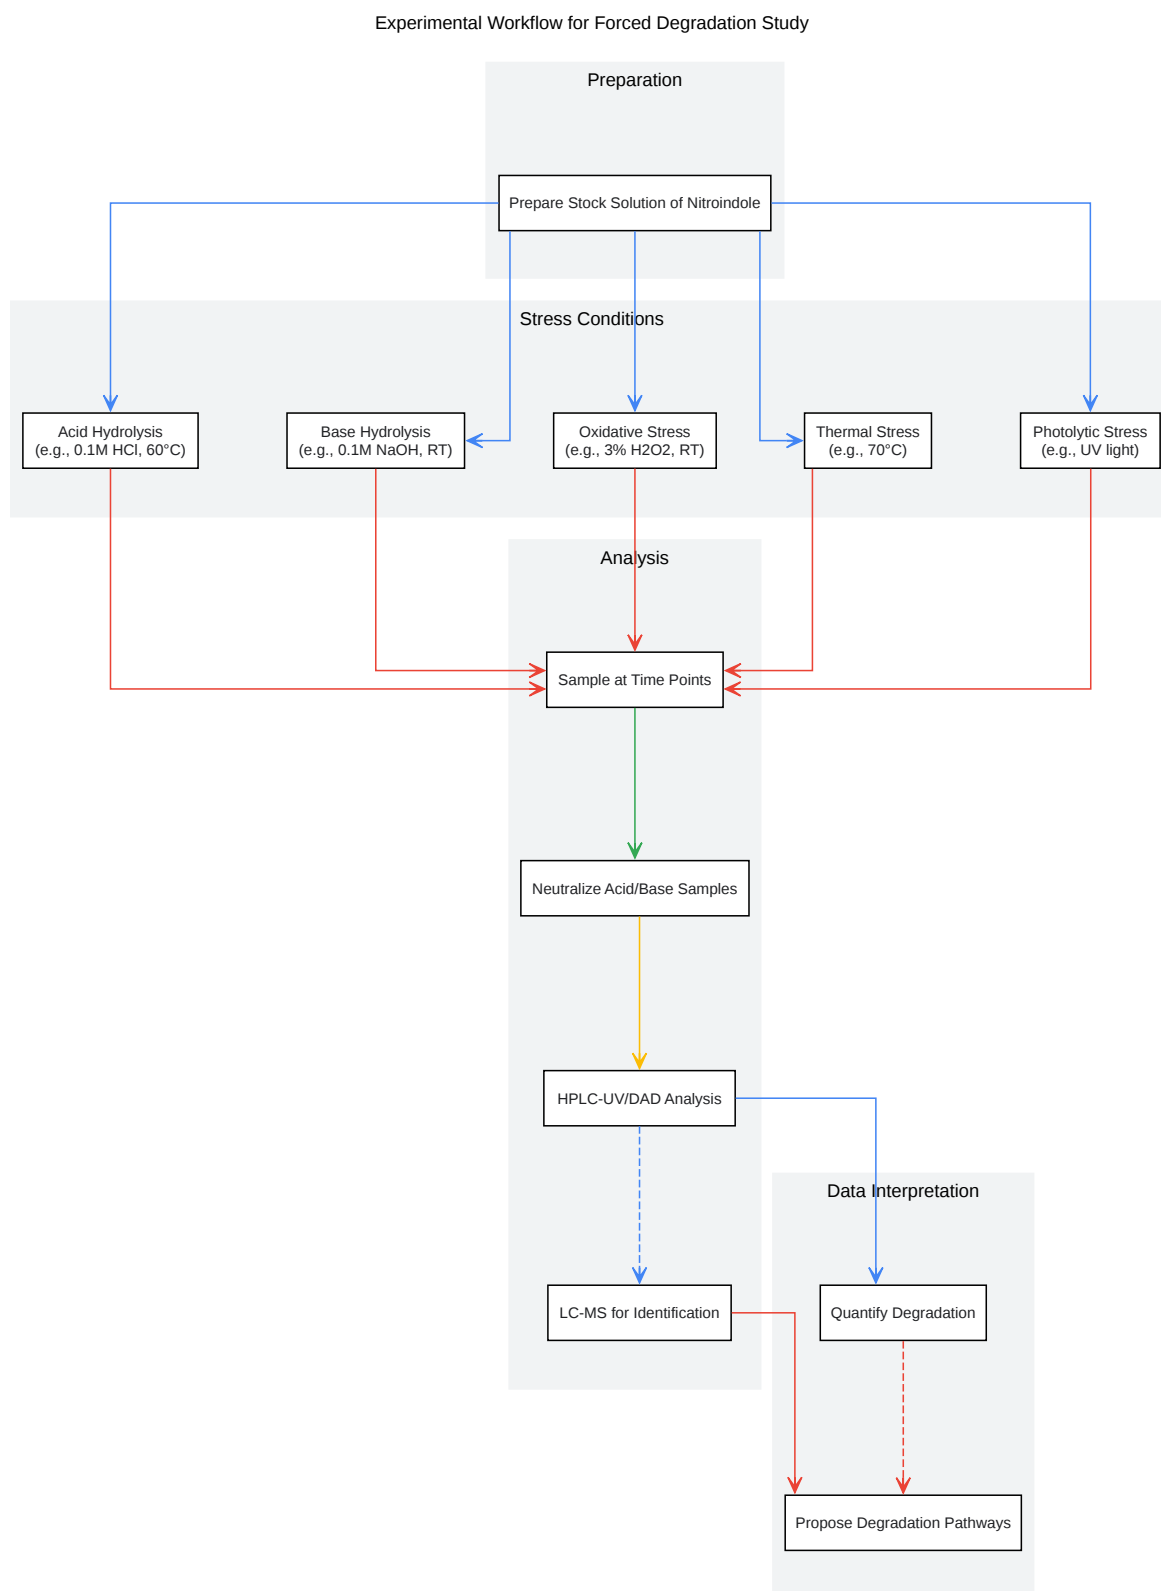 Experimental Workflow for Forced Degradation Study
Preparation
Prepare Stock Solution of Nitroindole
Stress Conditions
Acid Hydrolysis
(e.g., 0.1M HCl, 60°C)
Base Hydrolysis
(e.g., 0.1M NaOH, RT)
Oxidative Stress
(e.g., 3% H2O2, RT)
Thermal Stress
(e.g., 70°C)
Photolytic Stress
(e.g., UV light)
Analysis
Sample at Time Points
Neutralize Acid/Base Samples
HPLC-UV/DAD Analysis
Data Interpretation
LC-MS for Identification
Quantify Degradation
Propose Degradation Pathways